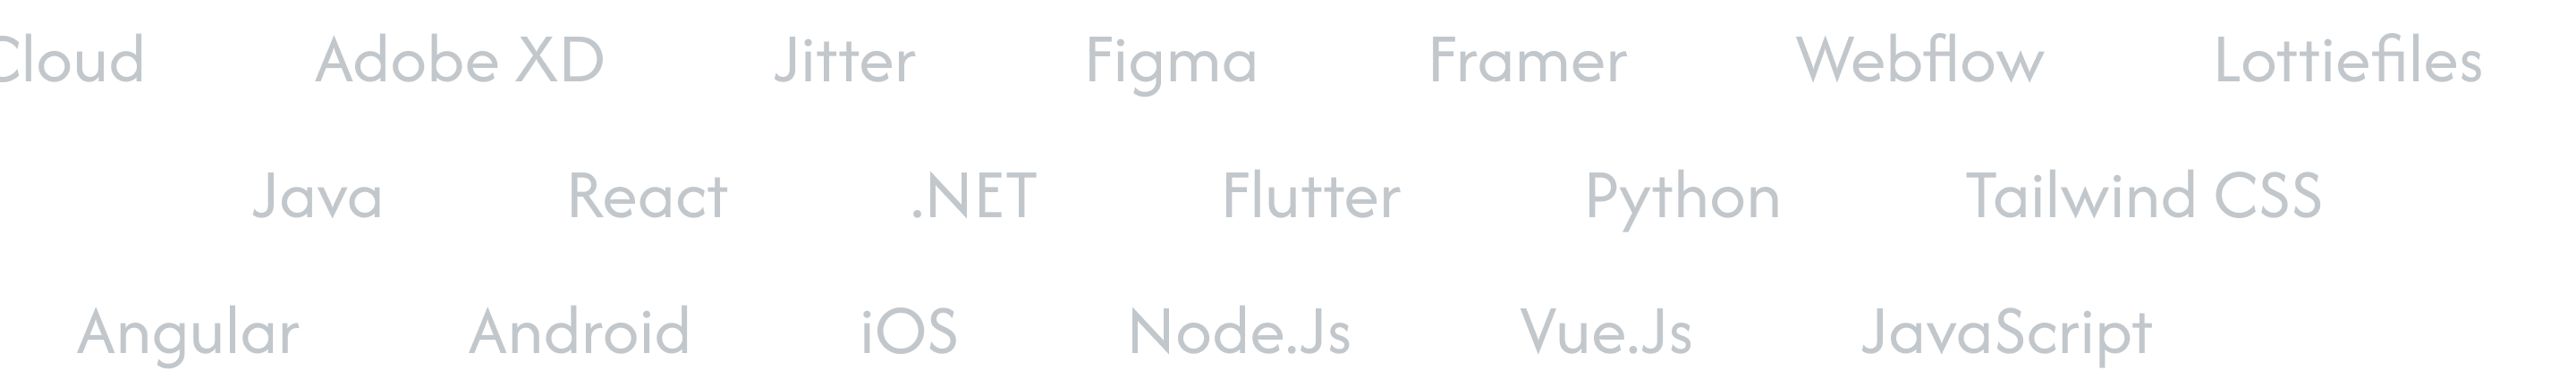 Cloud Adobe XD Jitter Figma Framer Webflow Lottiefiles
Java React .NET Flutter Python Tailwind CSS
Angular Android iOS Node.Js Vue.Js JavaScript